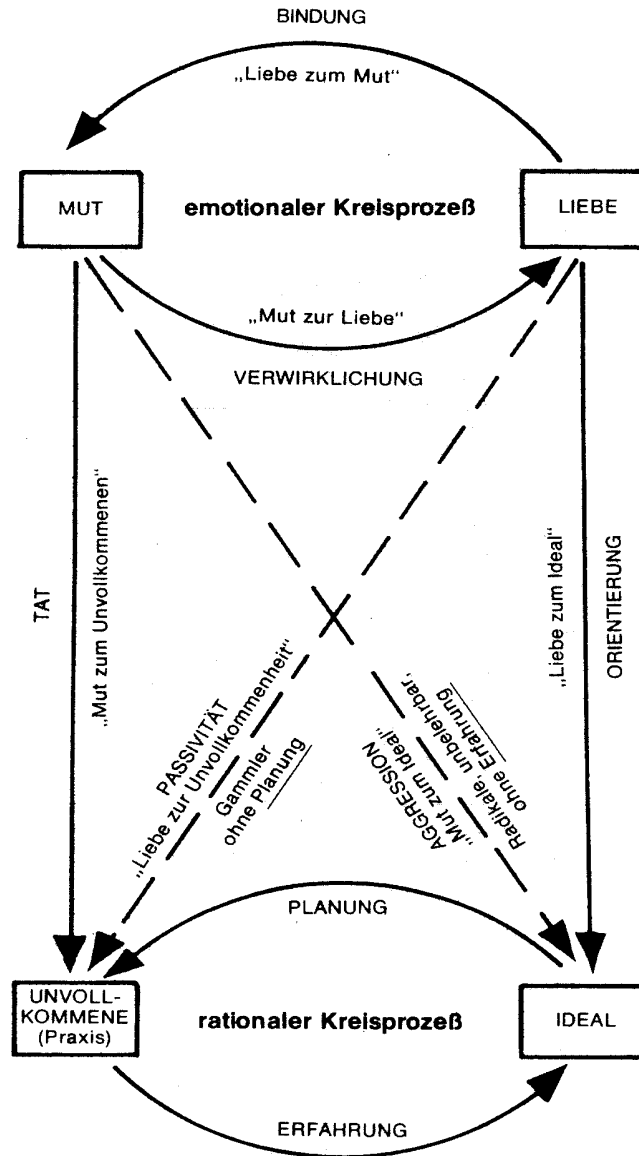 BINDUNG
„Liebe zum Mut“
MUT
emotionaler Kreisprozeß
LIEBE
„Mut zur Liebe“
VERWIRKLICHUNG
TAT
„Mut zum Unvollkommenen“
„Liebe zum Ideal“
ORIENTIERUNG
PASSIVITÄT
„Liebe zur Unvollkommenheit“
Gammler
ohne Planung
Radikale, unbelehrbar,
ohne Erfahrung
„Mut zum Ideal“
AGGRESSION
PLANUNG
UNVOLL-
KOMMENE
(Praxis)
rationaler Kreisprozeß
IDEAL
ERFAHRUNG